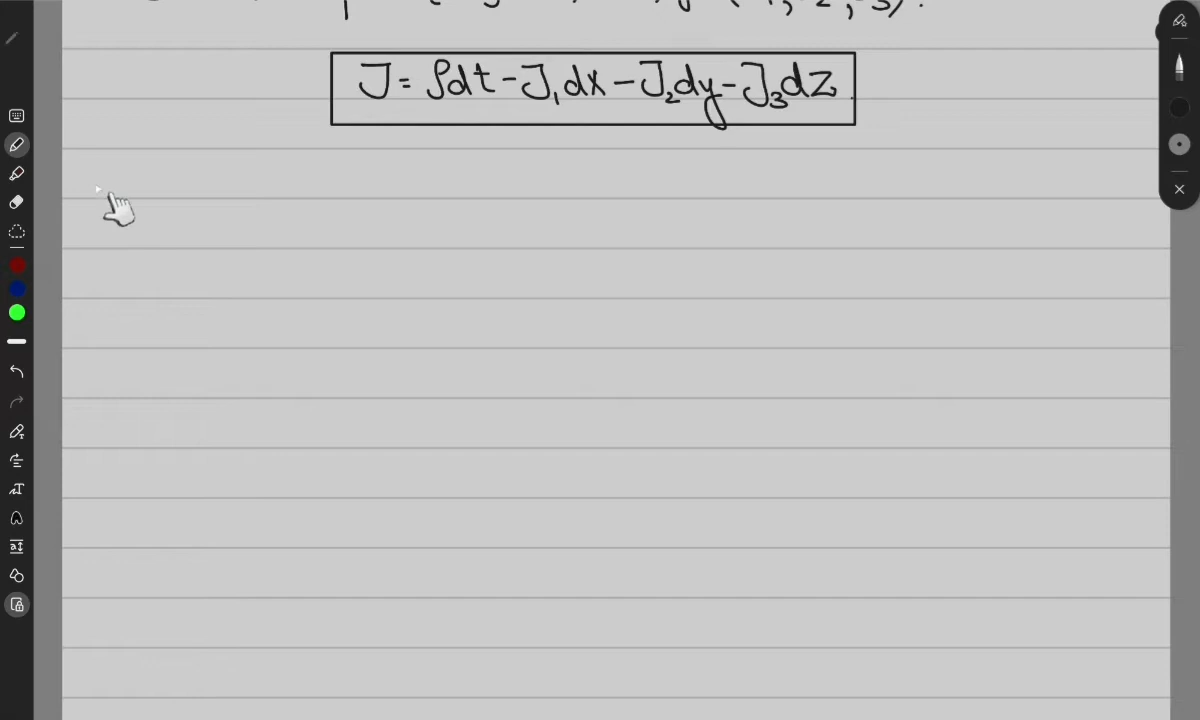 J = ρdt - J₁dx - J₂dy - J₃dz